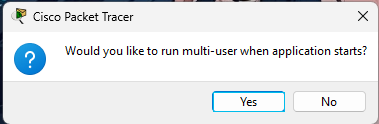 Cisco Packet Tracer
Would you like to run multi-user when application starts?
Yes
No